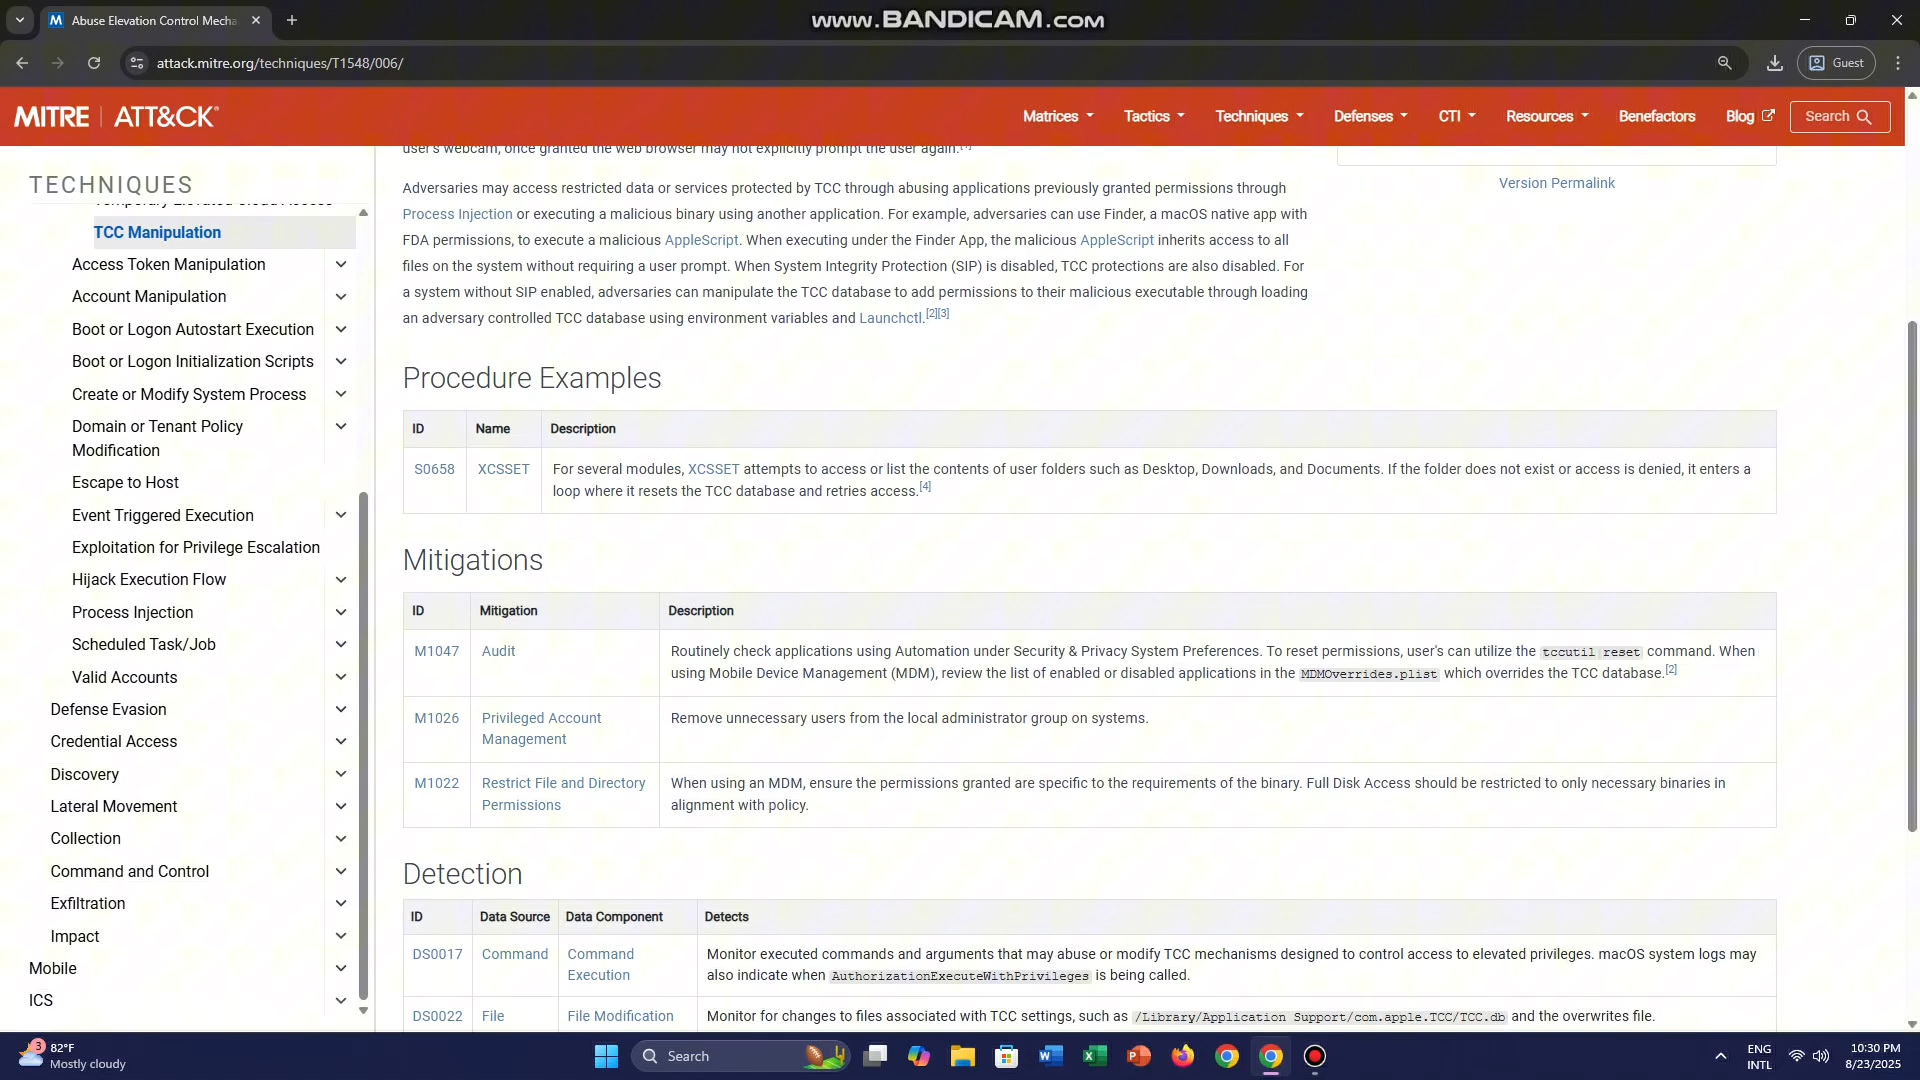 Abuse Elevation Control Mecha
www.BANDICAM.com
attack.mitre.org/techniques/T1548/006/
Guest
MITRE | ATT&CK®
Matrices
Tactics
Techniques
Defenses
CTI
Resources
Benefactors
Blog
Search
TECHNIQUES
Temporary Elevated Cloud Access
TCC Manipulation
Access Token Manipulation
Account Manipulation
Boot or Logon Autostart Execution
Boot or Logon Initialization Scripts
Create or Modify System Process
Domain or Tenant Policy
Modification
Escape to Host
Event Triggered Execution
Exploitation for Privilege Escalation
Hijack Execution Flow
Process Injection
Scheduled Task/Job
Valid Accounts
Defense Evasion
Credential Access
Discovery
Lateral Movement
Collection
Command and Control
Exfiltration
Impact
Mobile
ICS
user's webcam, once granted the web browser may not explicitly prompt the user again.[1]
Version Permalink
Adversaries may access restricted data or services protected by TCC through abusing applications previously granted permissions through
Process Injection or executing a malicious binary using another application. For example, adversaries can use Finder, a macOS native app with
FDA permissions, to execute a malicious AppleScript. When executing under the Finder App, the malicious AppleScript inherits access to all
files on the system without requiring a user prompt. When System Integrity Protection (SIP) is disabled, TCC protections are also disabled. For
a system without SIP enabled, adversaries can manipulate the TCC database to add permissions to their malicious executable through loading
an adversary controlled TCC database using environment variables and Launchctl.[2][3]
Procedure Examples
ID Name Description
S0658 XCSSET For several modules, XCSSET attempts to access or list the contents of user folders such as Desktop, Downloads, and Documents. If the folder does not exist or access is denied, it enters a
loop where it resets the TCC database and retries access.[4]
Mitigations
ID Mitigation Description
M1047 Audit Routinely check applications using Automation under Security & Privacy System Preferences. To reset permissions, user's can utilize the tccutil reset command. When
using Mobile Device Management (MDM), review the list of enabled or disabled applications in the MDMOverrides.plist which overrides the TCC database.[2]
M1026 Privileged Account Remove unnecessary users from the local administrator group on systems.
Management
M1022 Restrict File and Directory When using an MDM, ensure the permissions granted are specific to the requirements of the binary. Full Disk Access should be restricted to only necessary binaries in
Permissions alignment with policy.
Detection
ID Data Source Data Component Detects
DS0017 Command Command Monitor executed commands and arguments that may abuse or modify TCC mechanisms designed to control access to elevated privileges. macOS system logs may
Execution also indicate when AuthorizationExecuteWithPrivileges is being called.
DS0022 File File Modification Monitor for changes to files associated with TCC settings, such as /Library/Application Support/com.apple.TCC/TCC.db and the overwrites file.
3
82°F
Mostly cloudy
Search
ENG
INTL
10:30 PM
8/23/2025